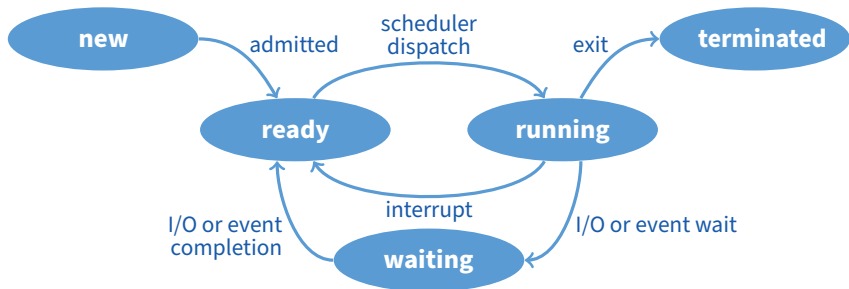 new
admitted
scheduler
dispatch
exit
terminated
ready
running
interrupt
I/O or event
completion
I/O or event wait
waiting